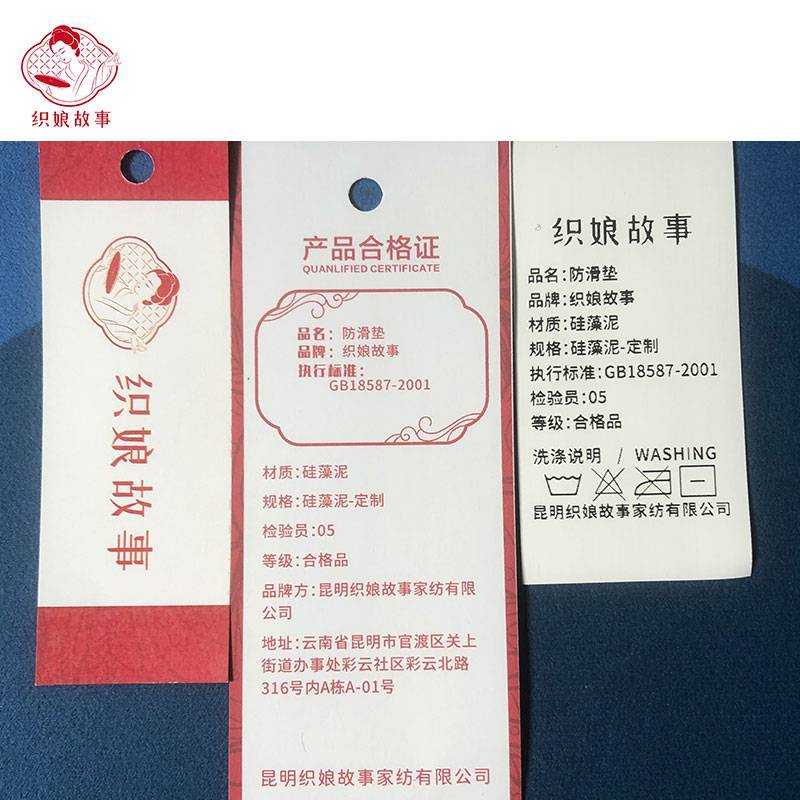 织娘故事
织娘故事
产品合格证
QUANLIFIED CERTIFICATE
品名：防滑垫
品牌：织娘故事
执行标准：
GB18587-2001
材质：硅藻泥
规格：硅藻泥-定制
检验员：05
等级：合格品
品牌方：昆明织娘故事家纺有限
公司
地址：云南省昆明市官渡区关上
街道办事处彩云社区彩云北路
316号内A栋A-01号
昆明织娘故事家纺有限公司
织娘故事
品名：防滑垫
品牌：织娘故事
材质：硅藻泥
规格：硅藻泥-定制
执行标准：GB18587-2001
检验员：05
等级：合格品
洗涤说明 / WASHING
昆明织娘故事家纺有限公司